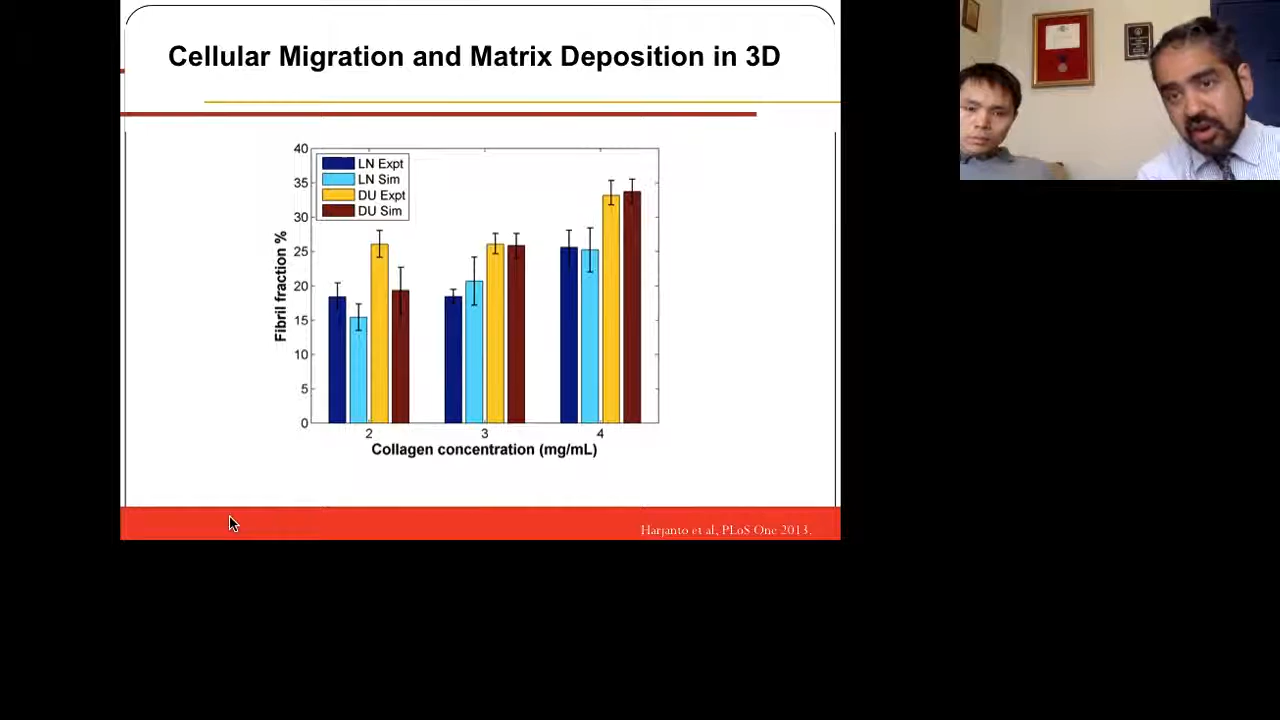 Cellular Migration and Matrix Deposition in 3D
40
35
30
25
20
15
10
5
0
Fibril fraction %
LN Expt
LN Sim
DU Expt
DU Sim
2 3 4
Collagen concentration (mg/mL)
Harjanto et al, PLoS One 2013.